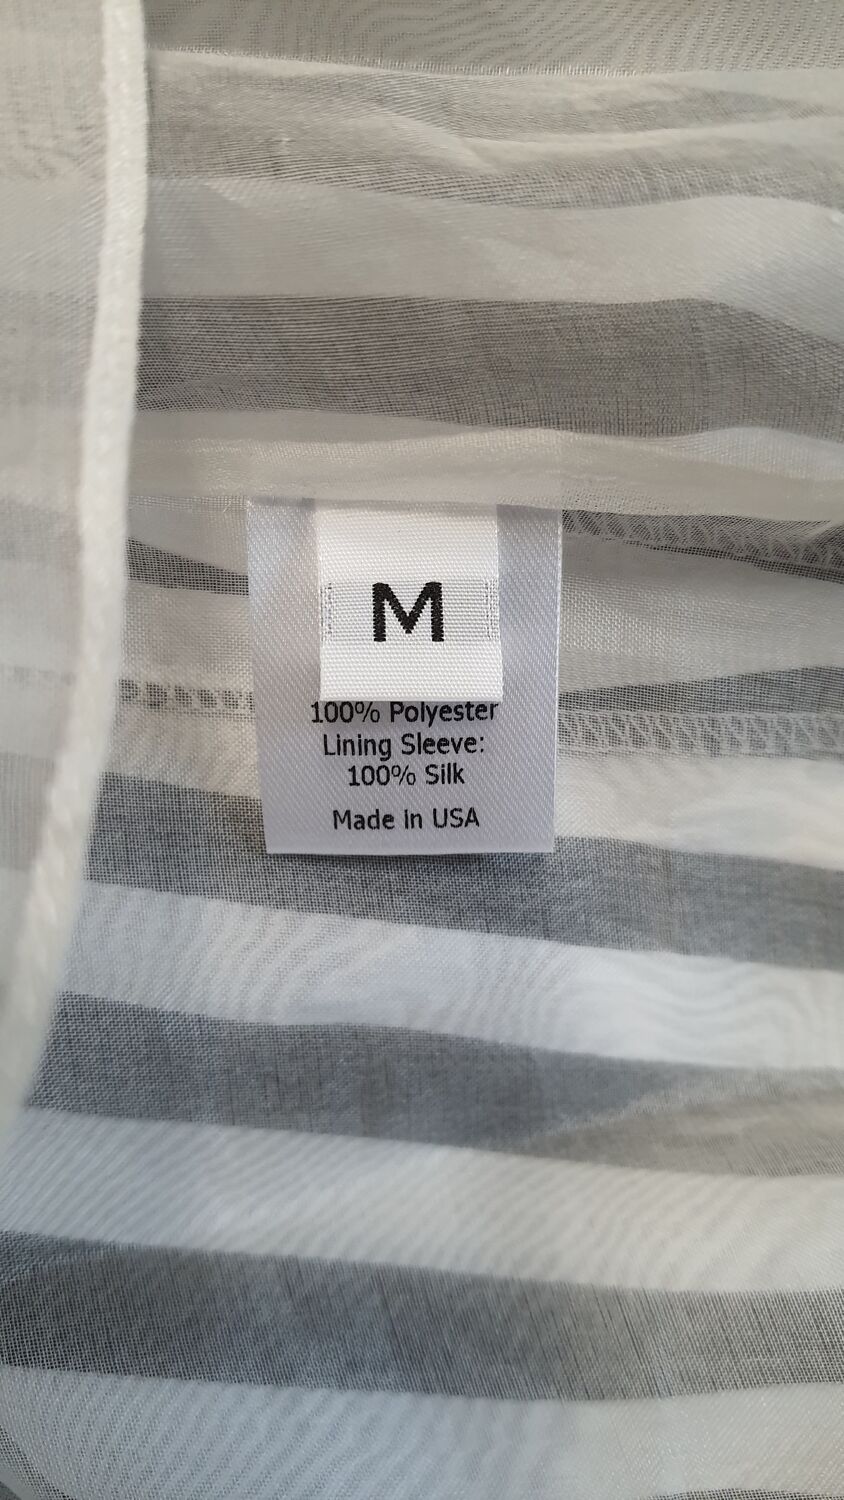 M
100% Polyester
Lining Sleeve:
100% Silk
Made in USA